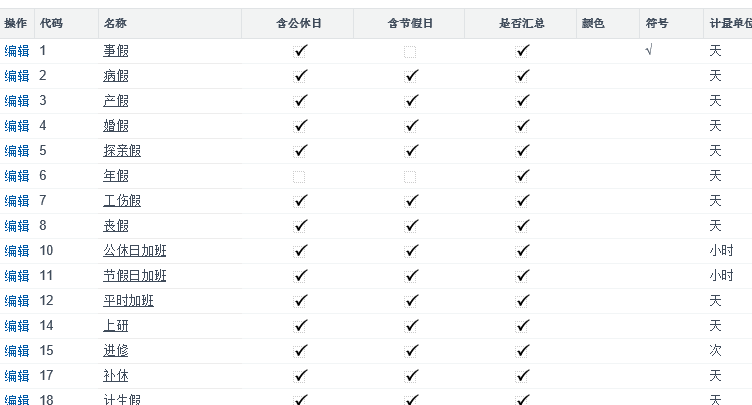 操作 代码 名称 含公休日 含节假日 是否汇总 颜色 符号 计量单位
编辑 1 事假 ✓ ✓ √ 天
编辑 2 病假 ✓ ✓ ✓ 天
编辑 3 产假 ✓ ✓ ✓ 天
编辑 4 婚假 ✓ ✓ ✓ 天
编辑 5 探亲假 ✓ ✓ ✓ 天
编辑 6 年假 ✓ 天
编辑 7 工伤假 ✓ ✓ ✓ 天
编辑 8 丧假 ✓ ✓ ✓ 天
编辑 10 公休日加班 ✓ ✓ ✓ 小时
编辑 11 节假日加班 ✓ ✓ ✓ 小时
编辑 12 平时加班 ✓ ✓ ✓ 天
编辑 14 上研 ✓ ✓ ✓ 天
编辑 15 进修 ✓ ✓ ✓ 次
编辑 17 补休 ✓ ✓ ✓ 天
编辑 18 计生假 ✓ ✓ ✓ 天